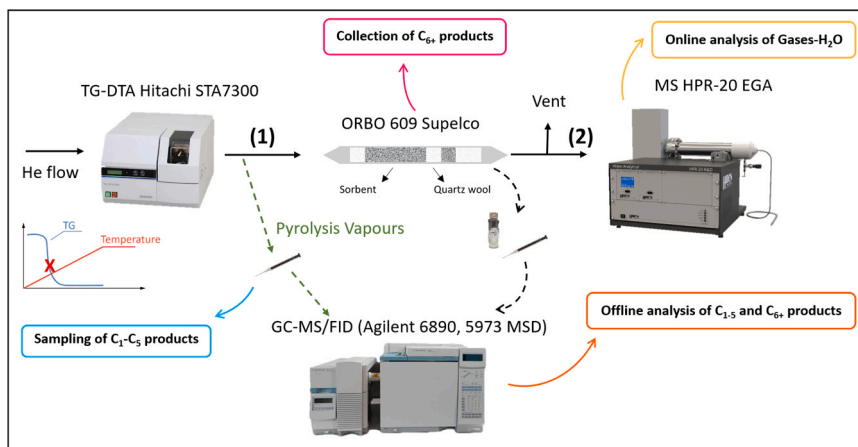 Collection of C6+ products
Online analysis of Gases-H2O
TG-DTA Hitachi STA7300
MS HPR-20 EGA
Vent
(1)
ORBO 609 Supelco
(2)
He flow
Sorbent
Quartz wool
TG
Temperature
X
Pyrolysis Vapours
Sampling of C1-C5 products
GC-MS/FID (Agilent 6890, 5973 MSD)
Offline analysis of C1-5 and C6+ products